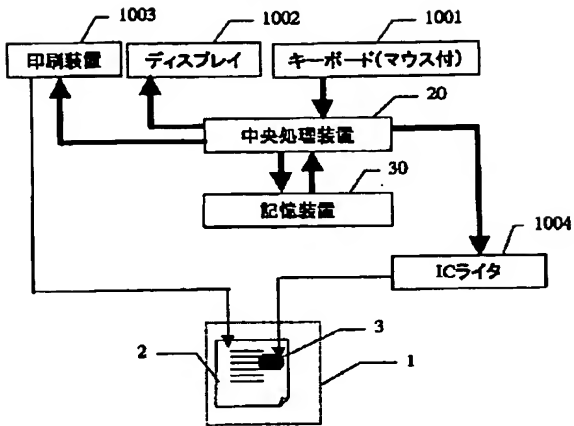 1003
1002
1001
印刷装置
ディスプレイ
キーボード(マウス付)
20
中央処理装置
30
記憶装置
1004
ICライタ
3
2
1